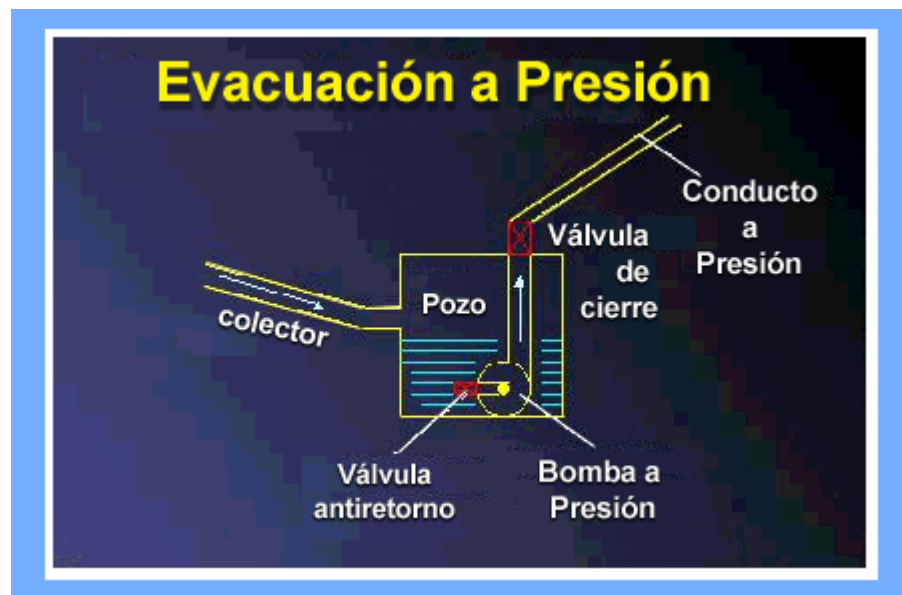 Evacuación a Presión
Conducto
a
Presión
Válvula
de
cierre
Pozo
colector
Válvula
antiretorno
Bomba a
Presión